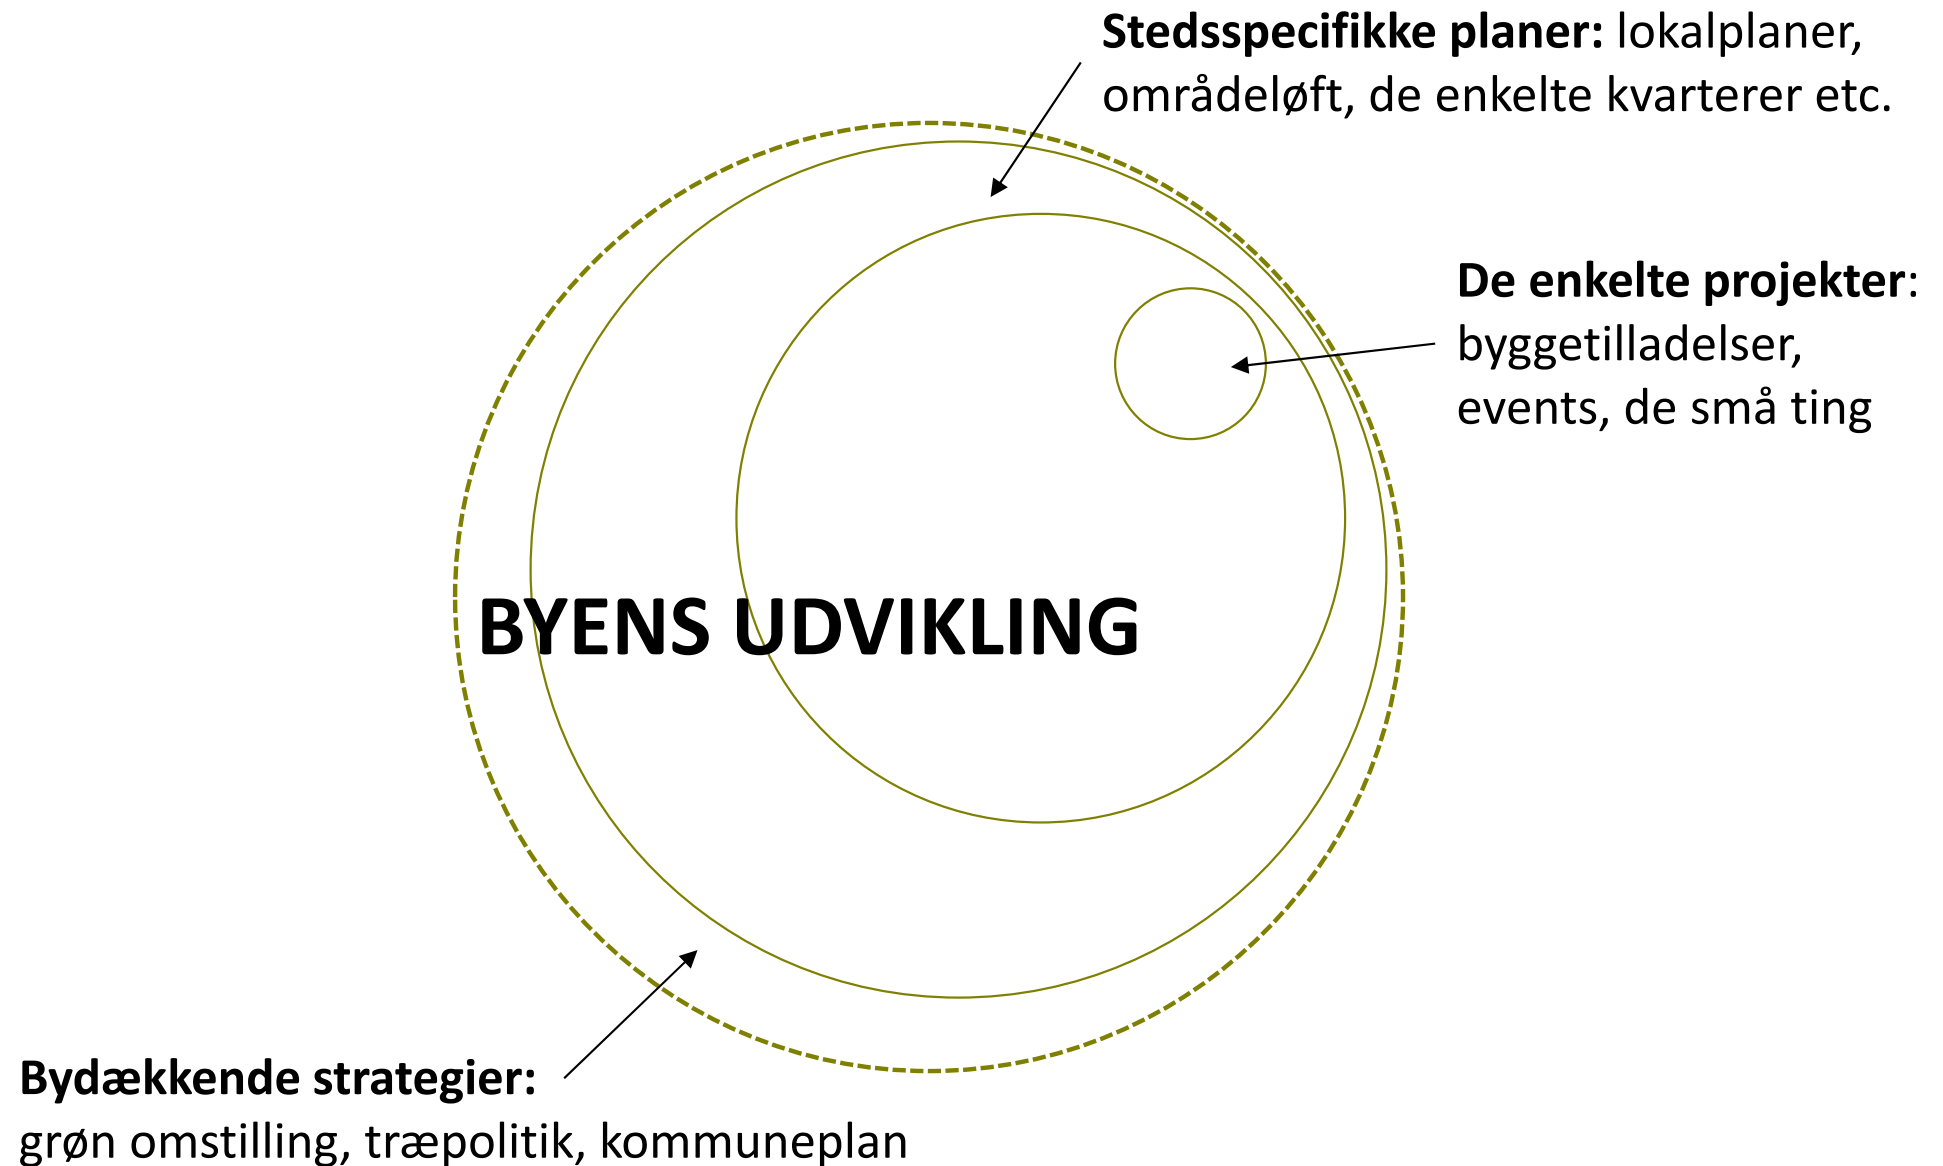 Stedsspecifikke planer: lokalplaner,
områdeløft, de enkelte kvarterer etc.
De enkelte projekter:
byggetilladelser,
events, de små ting
BYENS UDVIKLING
Bydækkende strategier:
grøn omstilling, træpolitik, kommuneplan